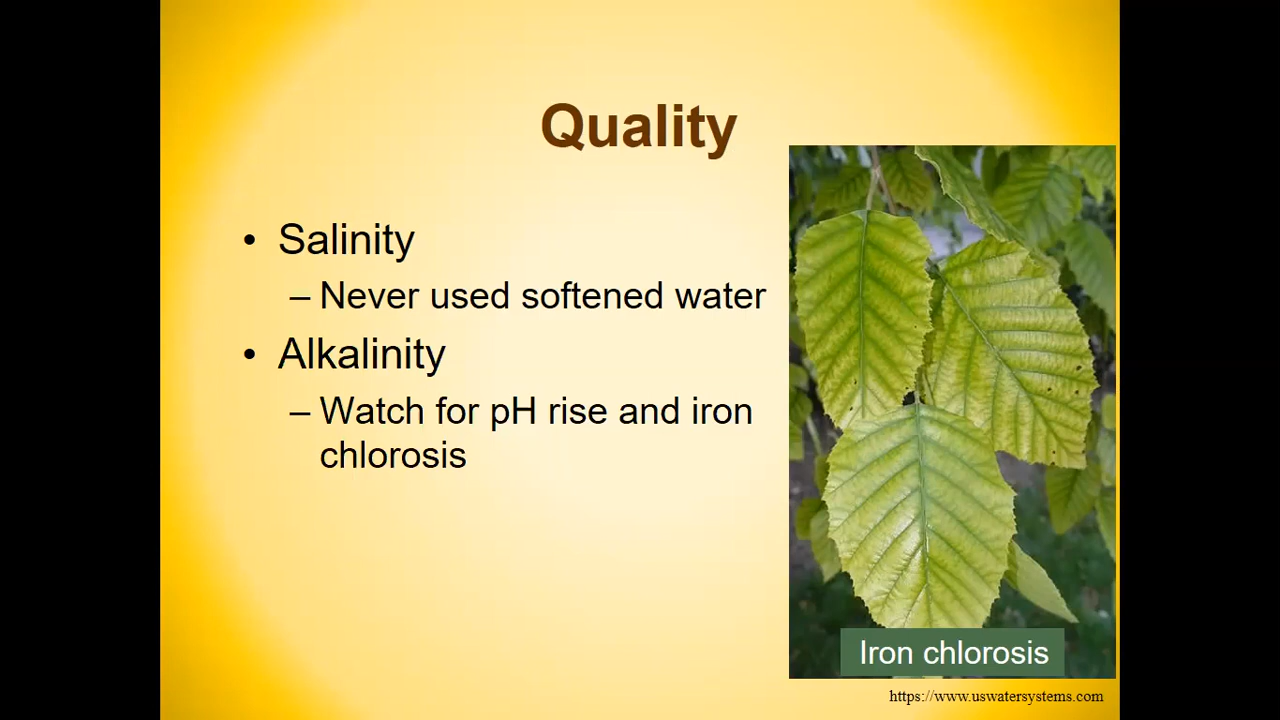 Quality
• Salinity
– Never used softened water
• Alkalinity
– Watch for pH rise and iron
chlorosis
Iron chlorosis
https://www.uswatersystems.com